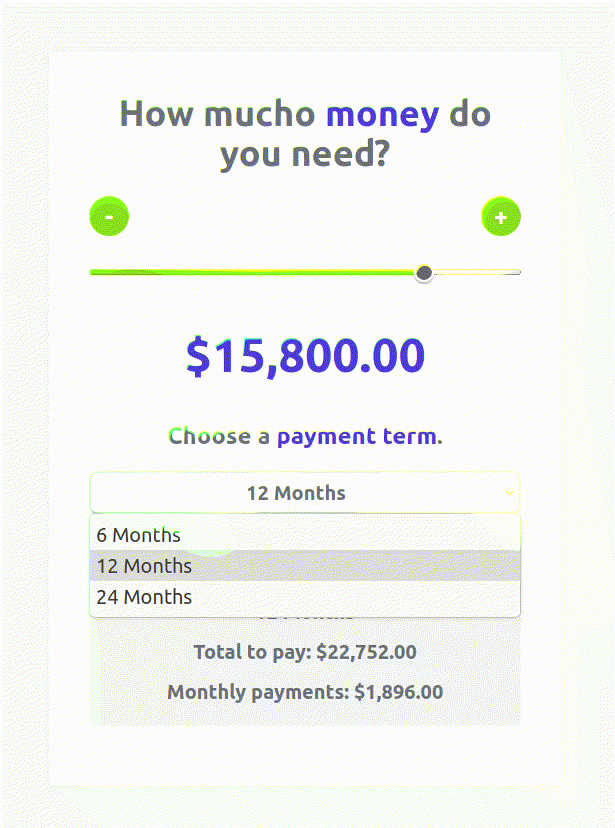 How mucho money do
you need?
-
+
$15,800.00
Choose a payment term.
12 Months
6 Months
12 Months
24 Months
Total to pay: $22,752.00
Monthly payments: $1,896.00